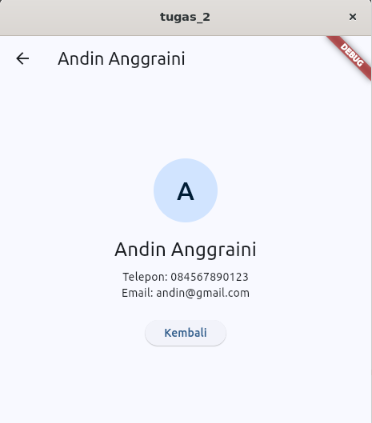 tugas_2
Andin Anggraini
DEBUG
A
Andin Anggraini
Telepon: 084567890123
Email: andin@gmail.com
Kembali